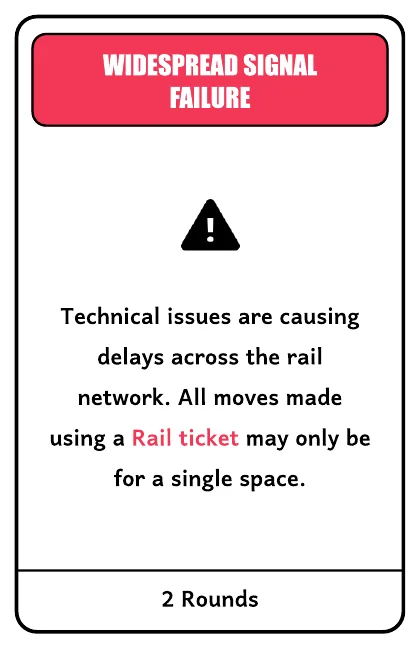 WIDESPREAD SIGNAL
FAILURE
Technical issues are causing
delays across the rail
network. All moves made
using a Rail ticket may only be
for a single space.
2 Rounds